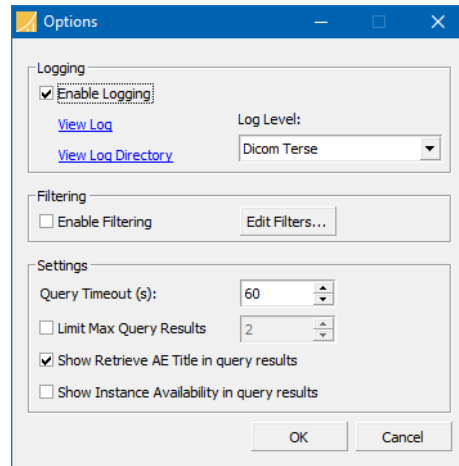 Options
Logging
Enable Logging
View Log
Log Level:
View Log Directory
Dicom Terse
Filtering
Enable Filtering
Edit Filters...
Settings
Query Timeout (s):
60
Limit Max Query Results
2
Show Retrieve AE Title in query results
Show Instance Availability in query results
OK
Cancel